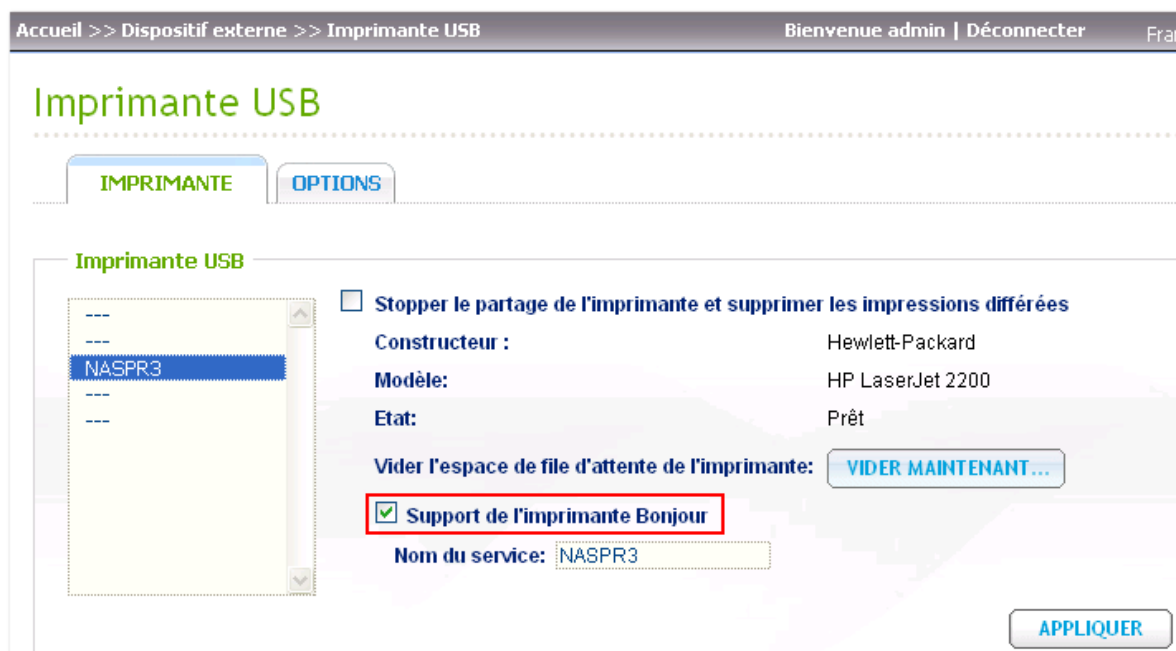 Accueil >> Dispositif externe >> Imprimante USB Bienvenue admin | Déconnecter
Imprimante USB
IMPRIMANTE OPTIONS
Imprimante USB
---
---
NASPR3
---
---
Stopper le partage de l'imprimante et supprimer les impressions différées
Constructeur : Hewlett-Packard
Modèle: HP LaserJet 2200
Etat: Prêt
Vider l'espace de file d'attente de l'imprimante: VIDER MAINTENANT...
Support de l'imprimante Bonjour
Nom du service: NASPR3
APPLIQUER